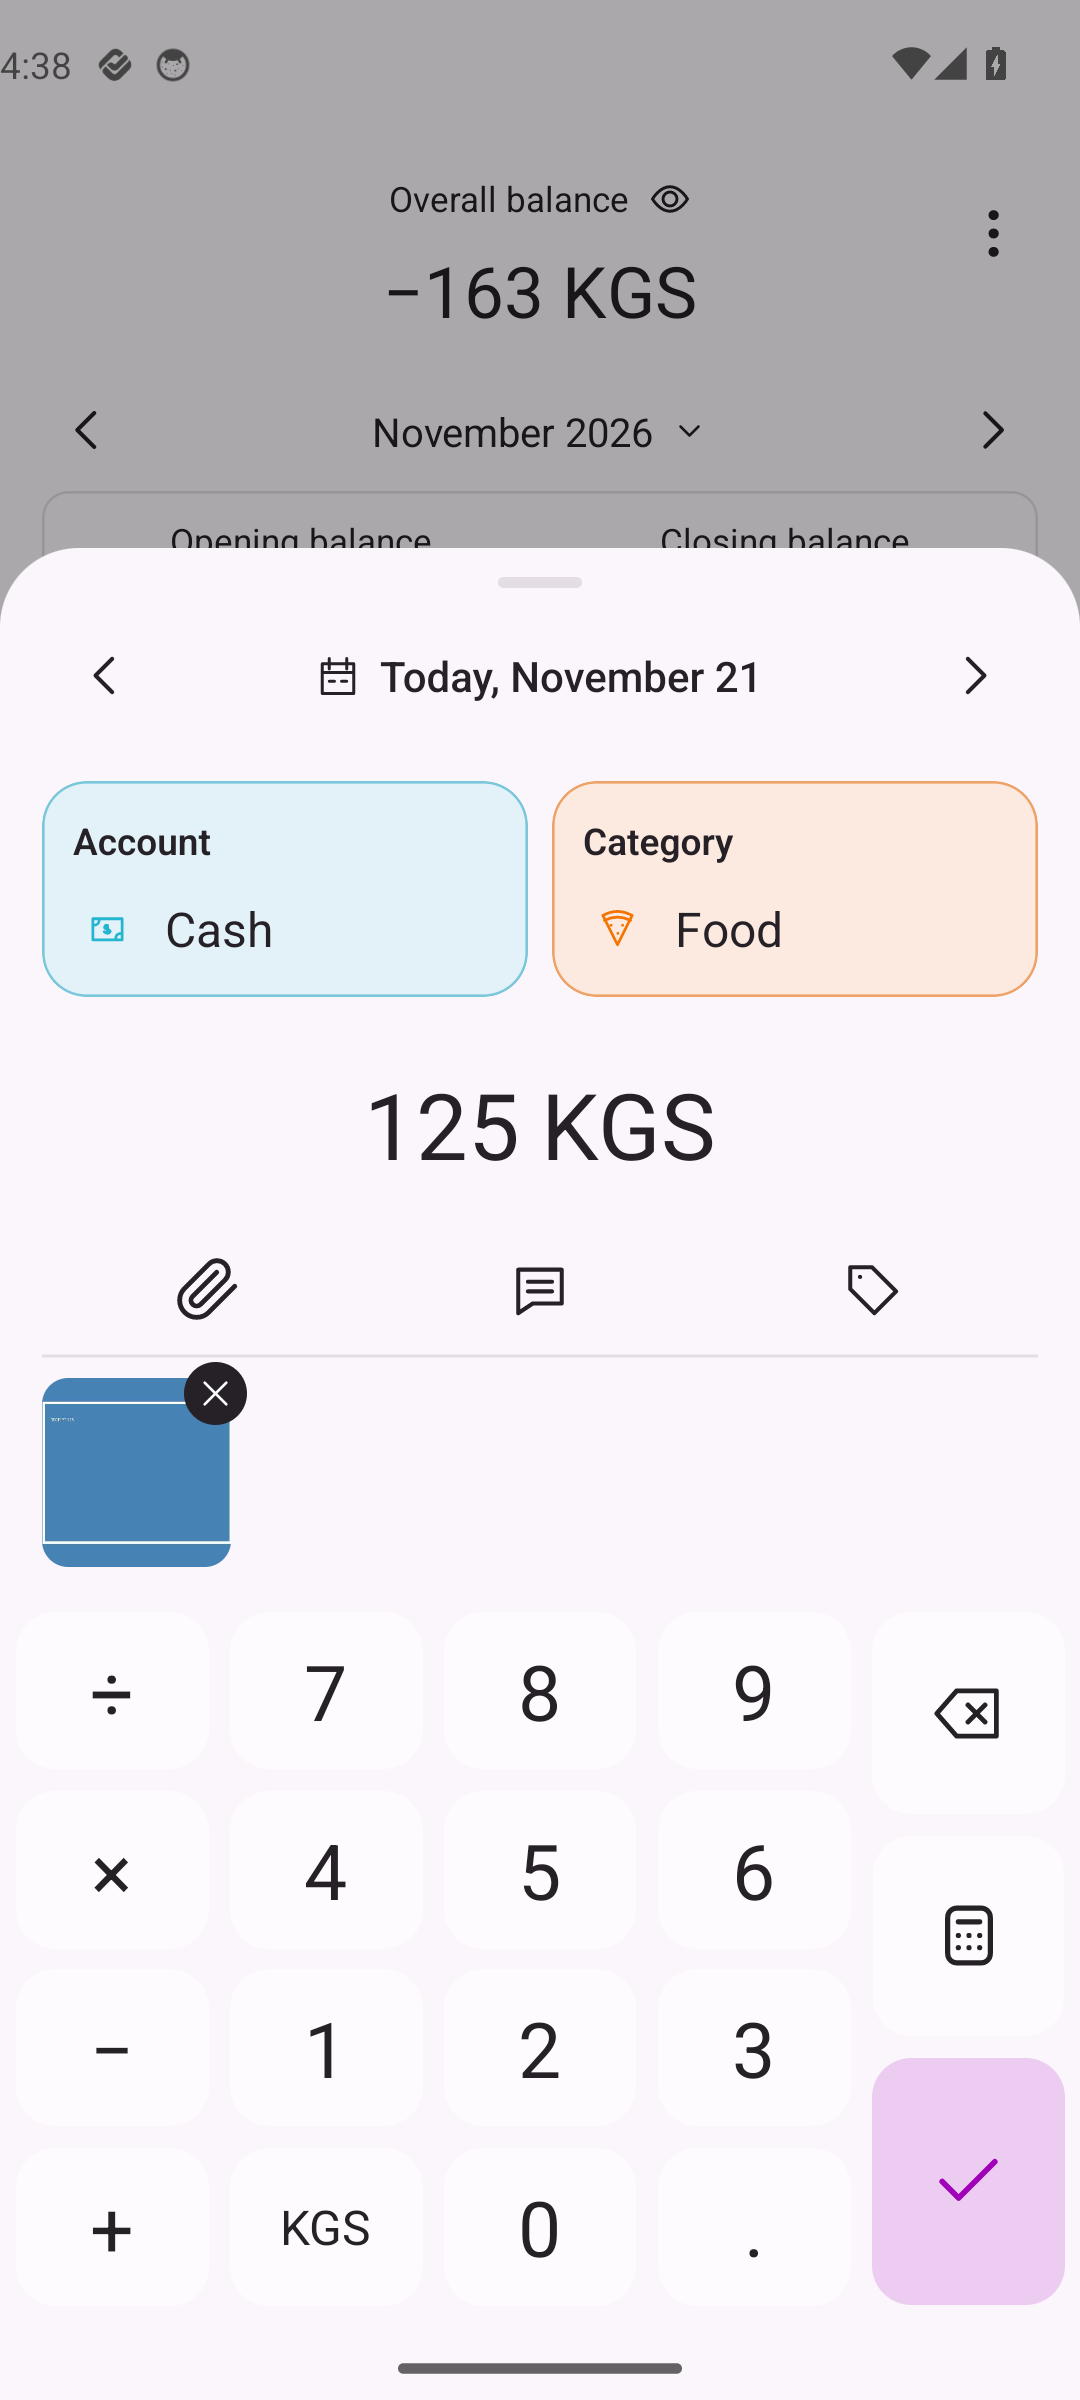 4:38
Overall balance
−163 KGS
November 2026
Opening balance
Closing balance
Today, November 21
Account
Cash
Category
Food
125 KGS
÷ 7 8 9
× 4 5 6
− 1 2 3
+ KGS 0 .